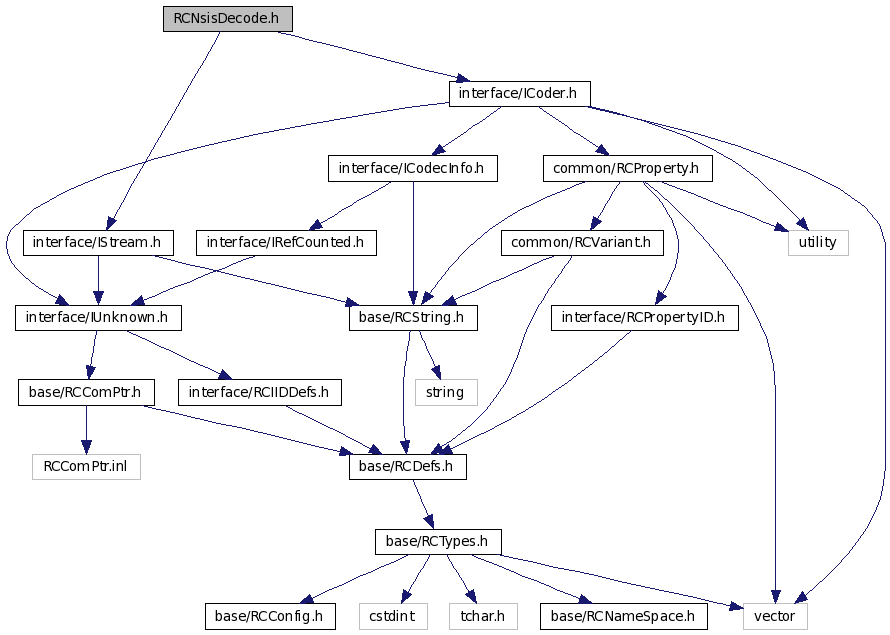 RCNsisDecode.h
interface/ICoder.h
interface/ICodecInfo.h
common/RCProperty.h
interface/IStream.h
interface/IRefCounted.h
common/RCVariant.h
utility
interface/IUnknown.h
base/RCString.h
interface/RCPropertyID.h
base/RCComPtr.h
interface/RCIIDDefs.h
string
RCComPtr.inl
base/RCDefs.h
base/RCTypes.h
base/RCConfig.h
cstdint
tchar.h
base/RCNameSpace.h
vector